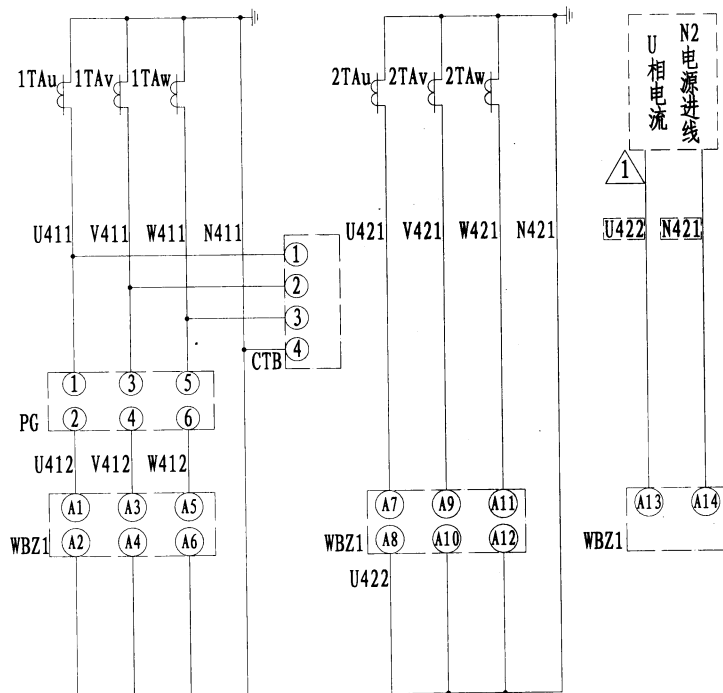 1TAu 1TAv 1TAw
2TAu 2TAv 2TAw
U相电流
N2电源进线
1
U411 V411 W411 N411
U421 V421 W421 N421
U422 N421
1
2
3
4
CTB
1 3 5
2 4 6
PG
U412 V412 W412
A1 A3 A5
A2 A4 A6
WBZ1
A7 A9 A11
A8 A10 A12
WBZ1
U422
A13 A14
WBZ1